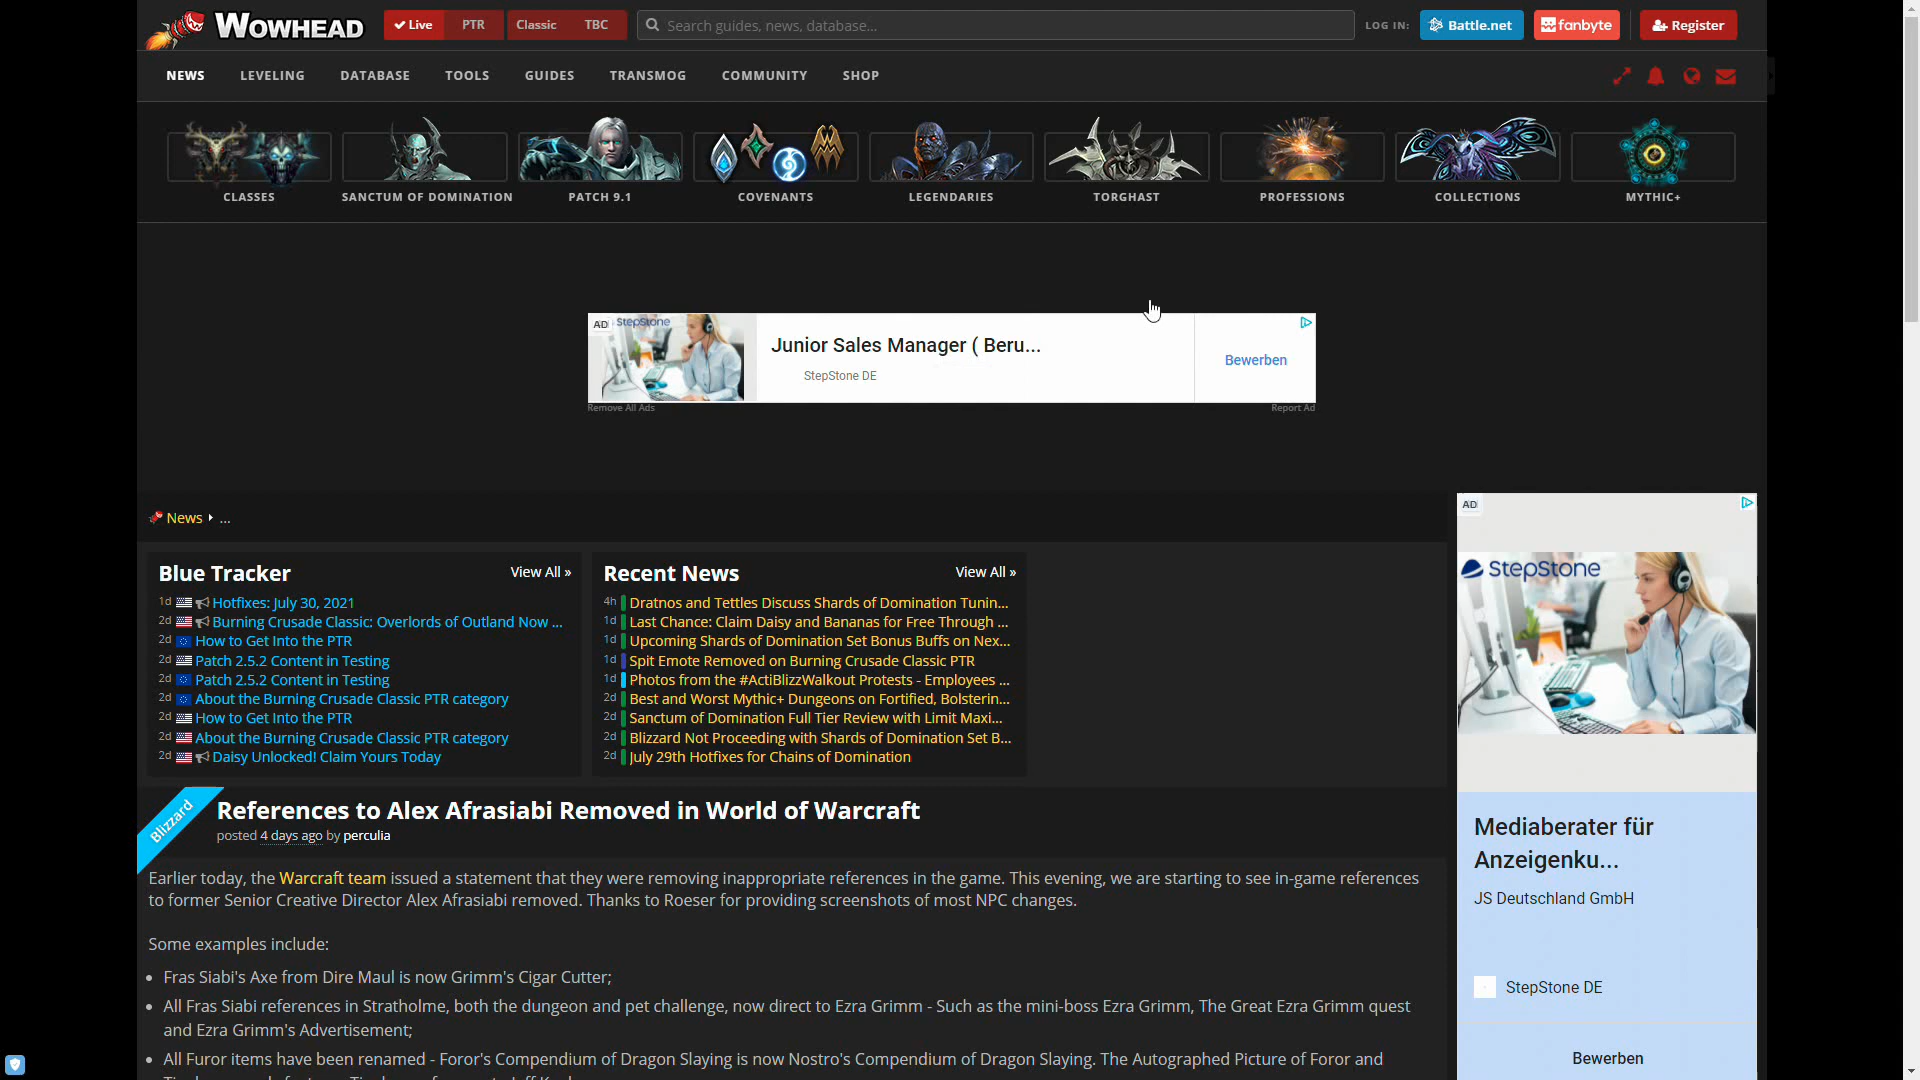 WOWHEAD
Live PTR Classic TBC
Search guides, news, database...
LOG IN: Battle.net fanbyte Register
NEWS LEVELING DATABASE TOOLS GUIDES TRANSMOG COMMUNITY SHOP
CLASSES SANCTUM OF DOMINATION PATCH 9.1 COVENANTS LEGENDARIES TORGHAST PROFESSIONS COLLECTIONS MYTHIC+
AD StepStone
Junior Sales Manager ( Beru...
StepStone DE
Bewerben
Remove All Ads Report Ad
News ...
Blue Tracker View All »
1d Hotfixes: July 30, 2021
2d Burning Crusade Classic: Overlords of Outland Now ...
2d How to Get Into the PTR
2d Patch 2.5.2 Content in Testing
2d Patch 2.5.2 Content in Testing
2d About the Burning Crusade Classic PTR category
2d How to Get Into the PTR
2d About the Burning Crusade Classic PTR category
2d Daisy Unlocked! Claim Yours Today
Recent News View All »
4h Dratnos and Tettles Discuss Shards of Domination Tunin...
1d Last Chance: Claim Daisy and Bananas for Free Through ...
1d Upcoming Shards of Domination Set Bonus Buffs on Nex...
1d Spit Emote Removed on Burning Crusade Classic PTR
1d Photos from the #ActiBlizzWalkout Protests - Employees ...
2d Best and Worst Mythic+ Dungeons on Fortified, Bolsterin...
2d Sanctum of Domination Full Tier Review with Limit Maxi...
2d Blizzard Not Proceeding with Shards of Domination Set B...
2d July 29th Hotfixes for Chains of Domination
Blizzard
References to Alex Afrasiabi Removed in World of Warcraft
posted 4 days ago by perculia
Earlier today, the Warcraft team issued a statement that they were removing inappropriate references in the game. This evening, we are starting to see in-game references
to former Senior Creative Director Alex Afrasiabi removed. Thanks to Roeser for providing screenshots of most NPC changes.
Some examples include:
• Fras Siabi's Axe from Dire Maul is now Grimm's Cigar Cutter;
• All Fras Siabi references in Stratholme, both the dungeon and pet challenge, now direct to Ezra Grimm - Such as the mini-boss Ezra Grimm, The Great Ezra Grimm quest
and Ezra Grimm's Advertisement;
• All Furor items have been renamed - Foror's Compendium of Dragon Slaying is now Nostro's Compendium of Dragon Slaying. The Autographed Picture of Foror and
AD
StepStone
Mediaberater für
Anzeigenku...
JS Deutschland GmbH
StepStone DE
Bewerben